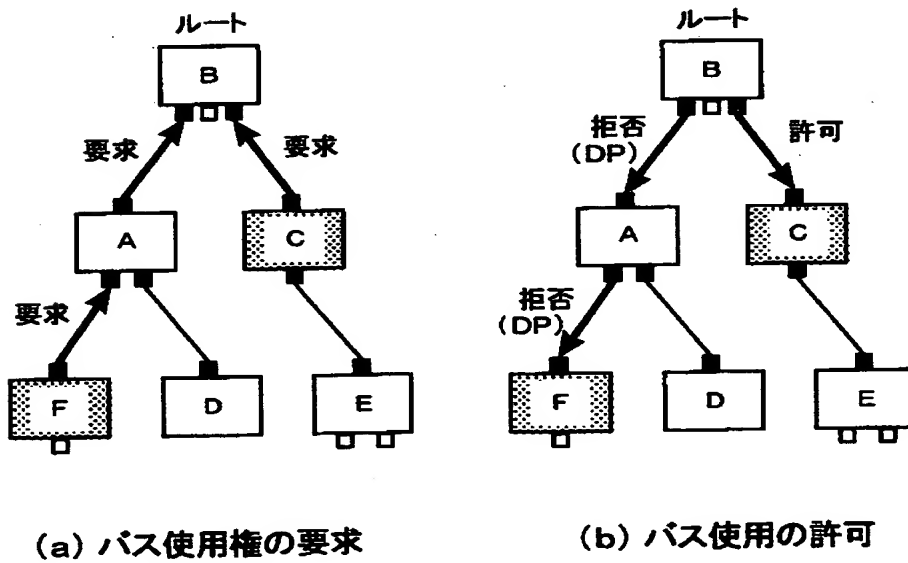 ルート
B
要求
要求
A
C
要求
F
D
E
(a) バス使用権の要求
ルート
B
拒否
(DP)
許可
A
C
拒否
(DP)
F
D
E
(b) バス使用の許可